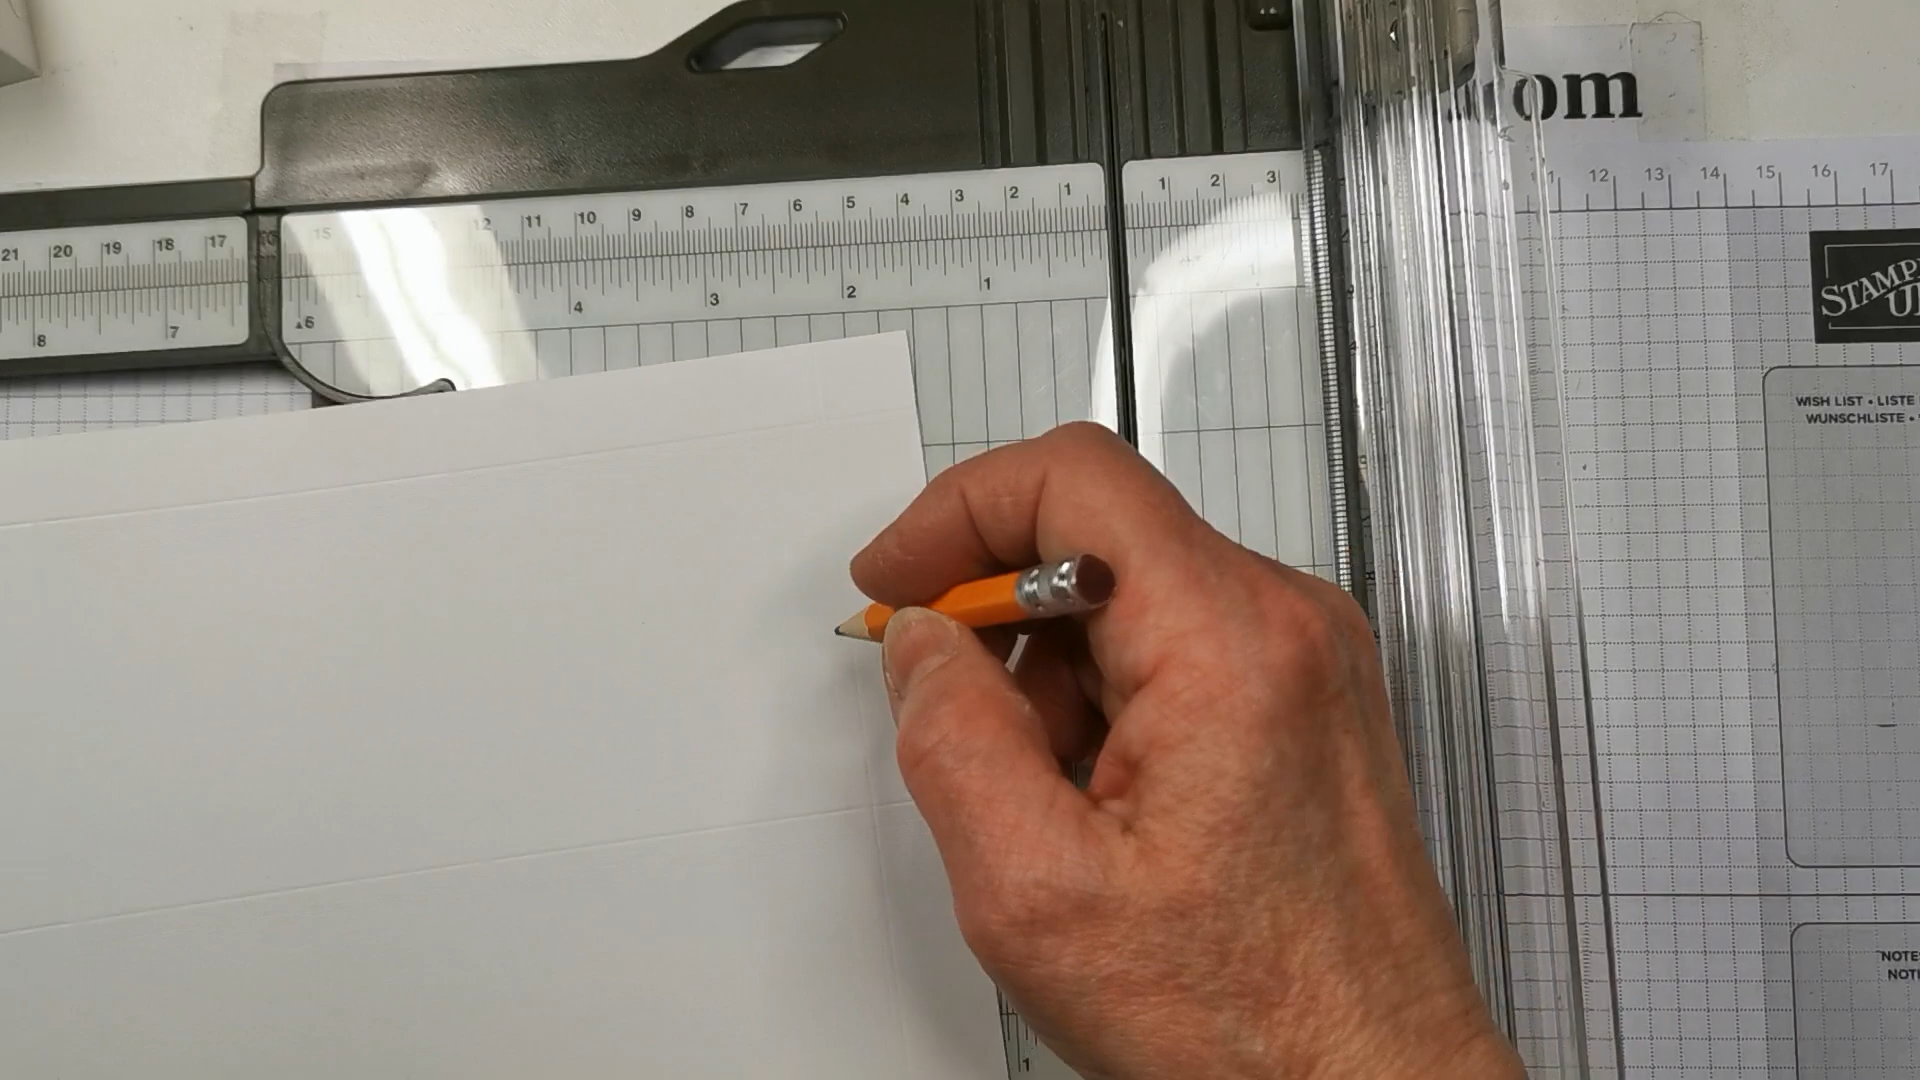 om
12 13 14 15 16 17
1 2 3
15 12 11 10 9 8 7 6 5 4 3 2 1
21 20 19 18 17
4 3 2 1
▴6
8 7
STAMP
U
WISH LIST • LISTE
WUNSCHLISTE •
NOTE
NOT
1